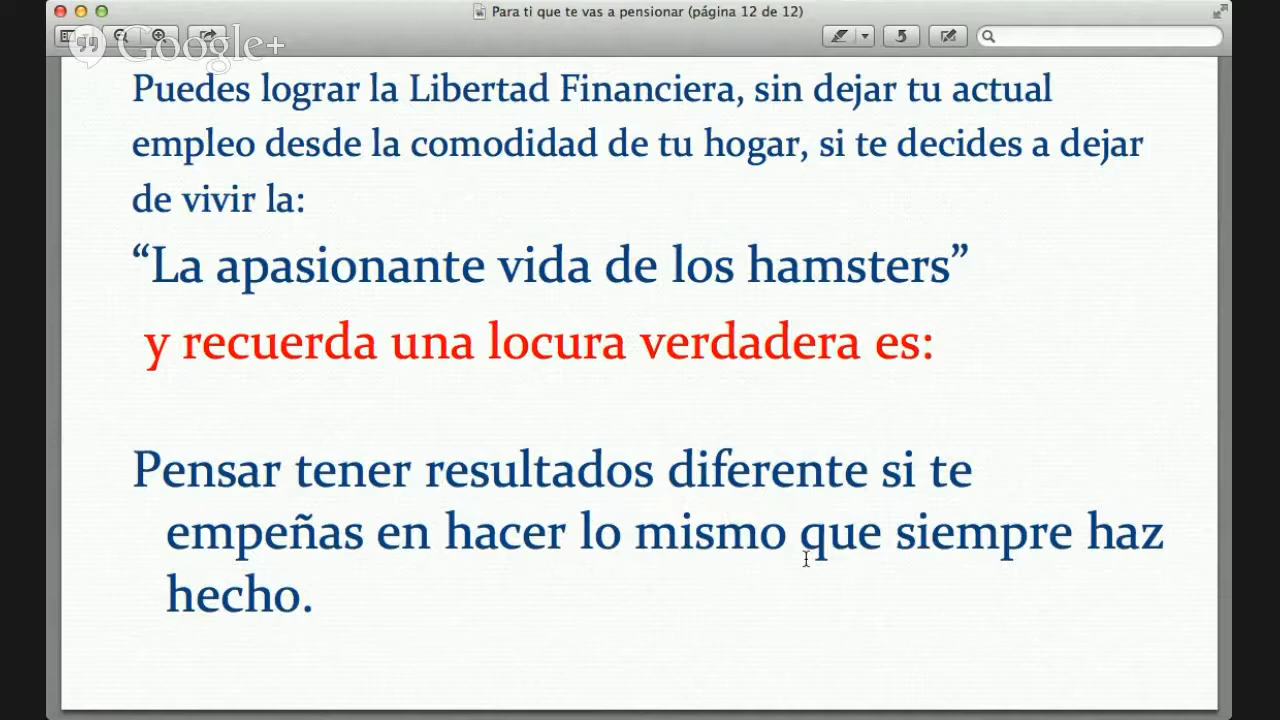 Para ti que te vas a pensionar (página 12 de 12)
Google+
Puedes lograr la Libertad Financiera, sin dejar tu actual
empleo desde la comodidad de tu hogar, si te decides a dejar
de vivir la:
“La apasionante vida de los hamsters”
y recuerda una locura verdadera es:
Pensar tener resultados diferente si te
empeñas en hacer lo mismo que siempre haz
hecho.